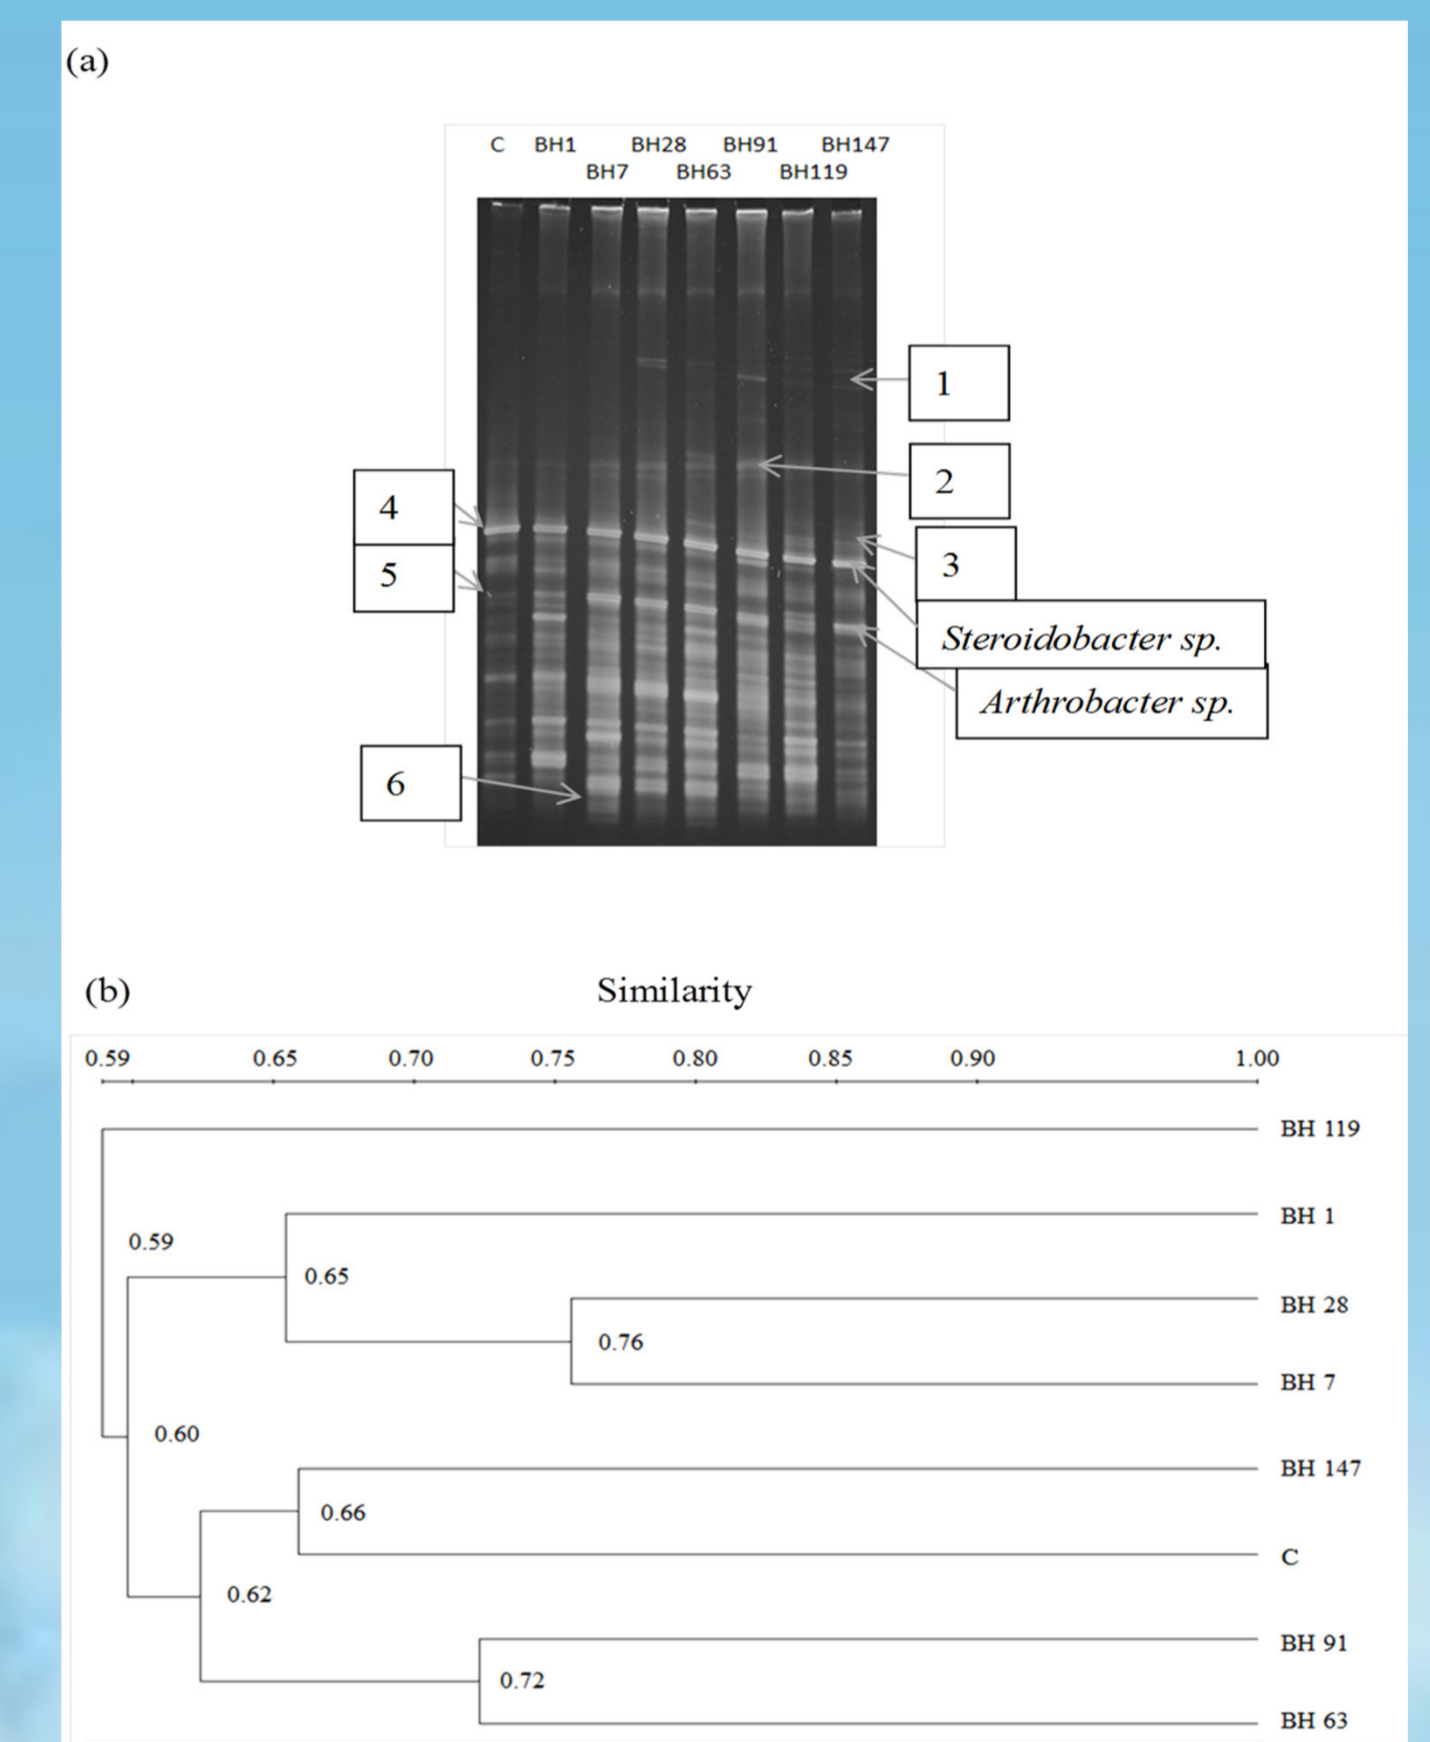 (a)
C BH1 BH28 BH91 BH147
BH7 BH63 BH119
1
2
4
3
5
Steroidobacter sp.
Arthrobacter sp.
6
(b) Similarity
0.59 0.65 0.70 0.75 0.80 0.85 0.90 1.00
BH 119
BH 1
0.59
0.65
BH 28
0.76
BH 7
0.60
BH 147
0.66
C
0.62
BH 91
0.72
BH 63